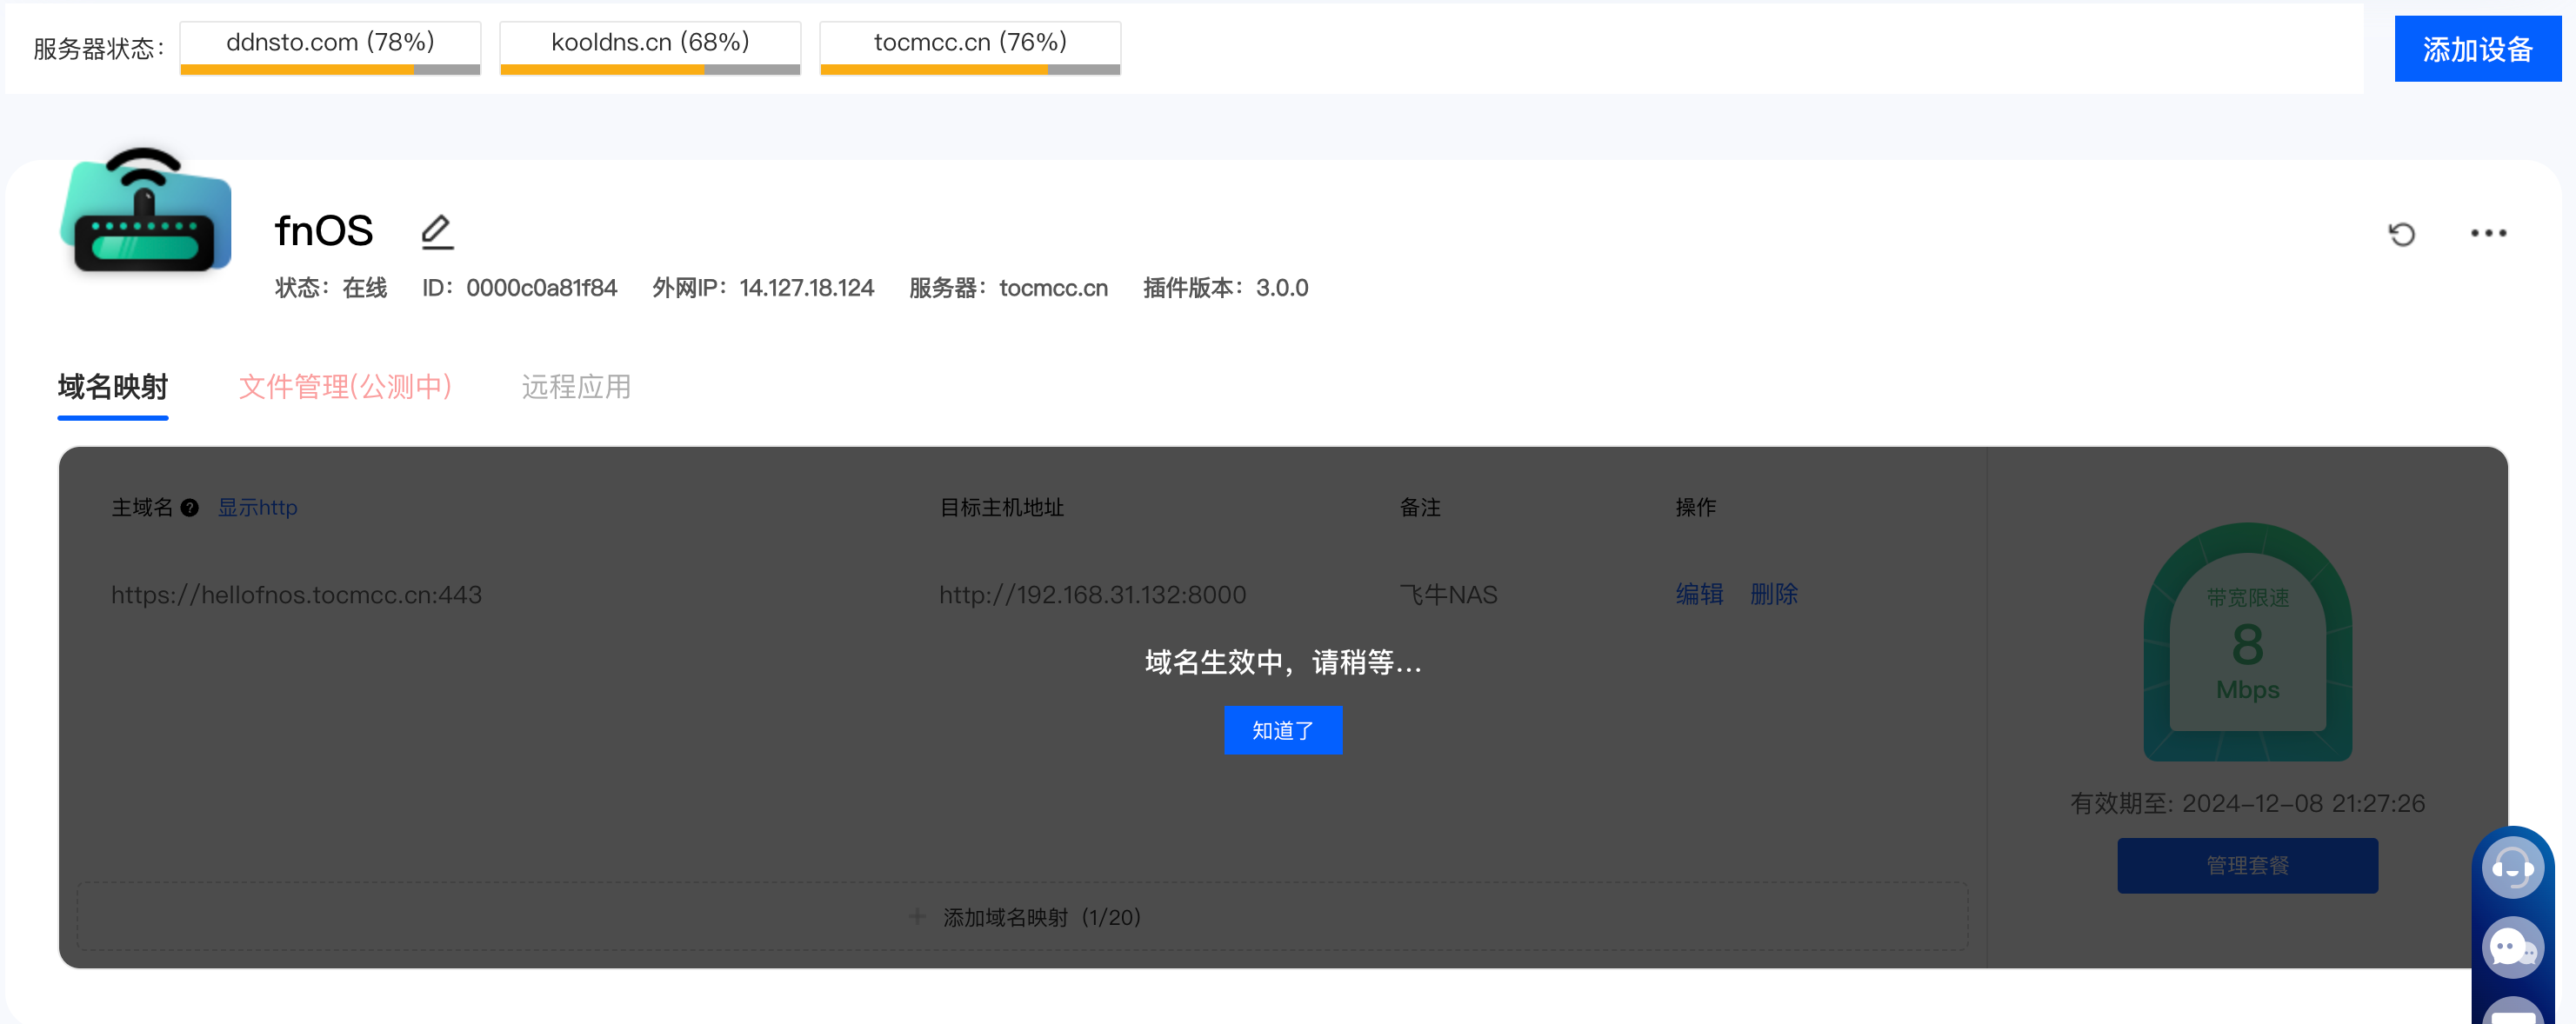 服务器状态：
ddnsto.com (78%)
kooldns.cn (68%)
tocmcc.cn (76%)
添加设备
fnOS
状态：在线 ID：0000c0a81f84 外网IP：14.127.18.124 服务器：tocmcc.cn 插件版本：3.0.0
域名映射 文件管理(公测中) 远程应用
主域名 ? 显示http 目标主机地址 备注 操作
https://hellofnos.tocmcc.cn:443 http://192.168.31.132:8000 飞牛NAS 编辑 删除
域名生效中，请稍等...
知道了
带宽限速
8
Mbps
有效期至: 2024-12-08 21:27:26
管理套餐
+ 添加域名映射（1/20）